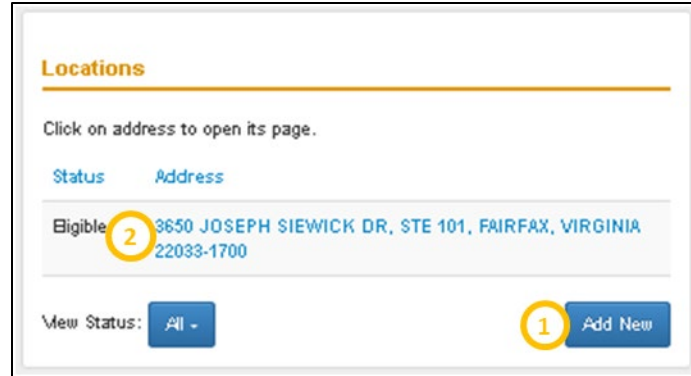 Locations
Click on address to open its page.
Status Address
Eligible 2 3650 JOSEPH SIEWICK DR, STE 101, FAIRFAX, VIRGINIA
22033-1700
View Status: All 1 Add New